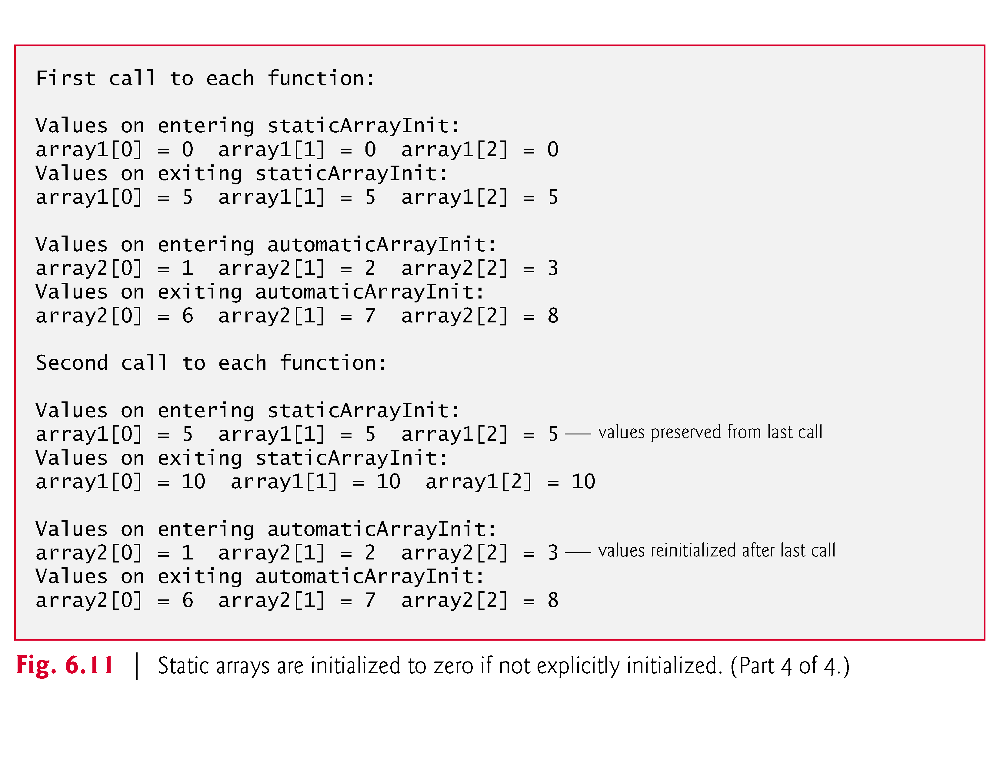 First call to each function:
Values on entering staticArrayInit:
array1[0] = 0  array1[1] = 0  array1[2] = 0
Values on exiting staticArrayInit:
array1[0] = 5  array1[1] = 5  array1[2] = 5
Values on entering automaticArrayInit:
array2[0] = 1  array2[1] = 2  array2[2] = 3
Values on exiting automaticArrayInit:
array2[0] = 6  array2[1] = 7  array2[2] = 8
Second call to each function:
Values on entering staticArrayInit:
array1[0] = 5  array1[1] = 5  array1[2] = 5 — values preserved from last call
Values on exiting staticArrayInit:
array1[0] = 10  array1[1] = 10  array1[2] = 10
Values on entering automaticArrayInit:
array2[0] = 1  array2[1] = 2  array2[2] = 3 — values reinitialized after last call
Values on exiting automaticArrayInit:
array2[0] = 6  array2[1] = 7  array2[2] = 8
Fig. 6.11 | Static arrays are initialized to zero if not explicitly initialized. (Part 4 of 4.)